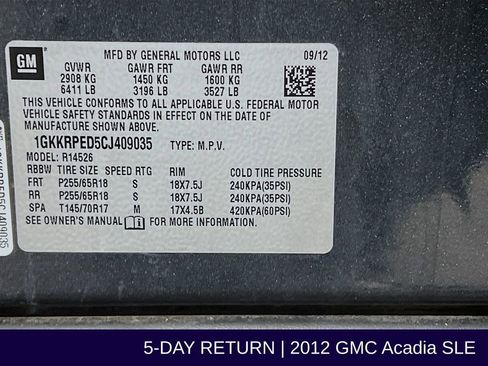 GM
MFD BY GENERAL MOTORS LLC 09/12
GVWR GAWR FRT GAWR RR
2908 KG 1450 KG 1600 KG
6411 LB 3196 LB 3527 LB
THIS VEHICLE CONFORMS TO ALL APPLICABLE U.S. FEDERAL MOTOR
VEHICLE SAFETY STANDARDS IN EFFECT ON THE DATE OF
MANUFACTURE SHOWN ABOVE.
1GKKRPED5CJ409035 TYPE: M.P.V.
MODEL: R14526
RBBW TIRE SIZE SPEED RTG RIM COLD TIRE PRESSURE
FRT P255/65R18 S 18X7.5J 240KPA(35PSI)
RR P255/65R18 S 18X7.5J 240KPA(35PSI)
SPA T145/70R17 M 17X4.5B 420KPA(60PSI)
SEE OWNER'S MANUAL FOR MORE INFORMATION.
5-DAY RETURN | 2012 GMC Acadia SLE